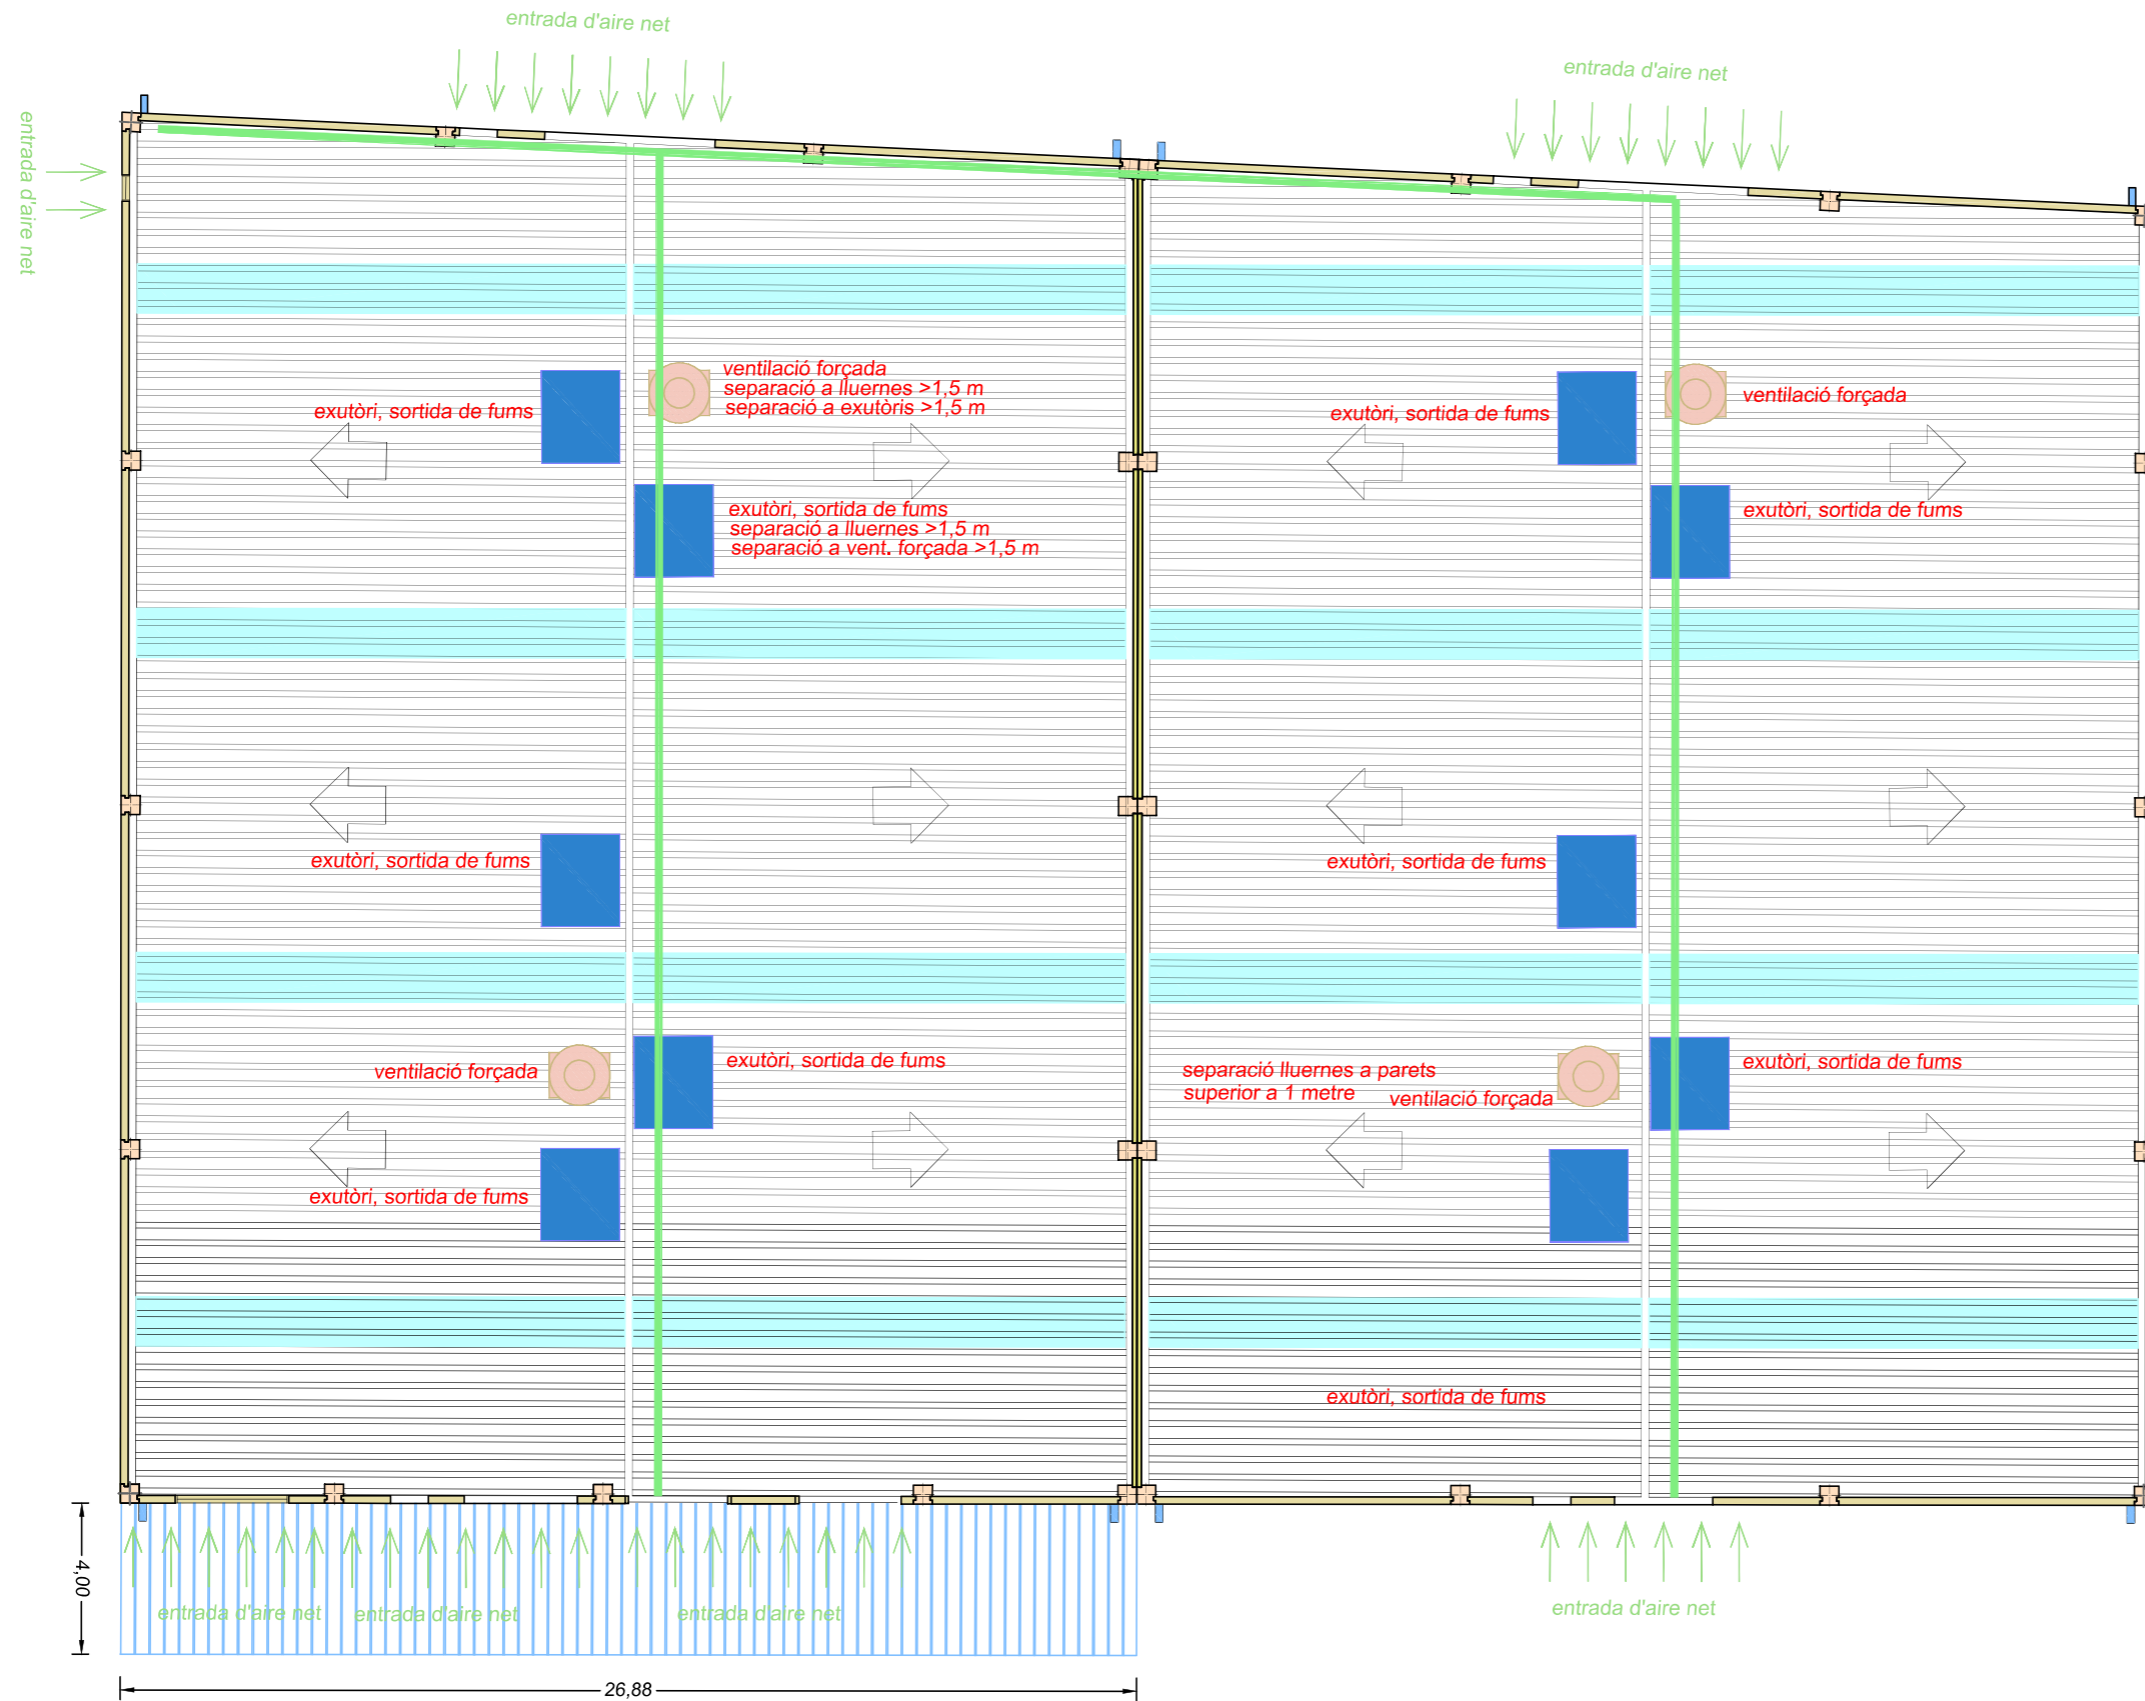 entrada d'aire net
entrada d'aire net
entrada d'aire net
ventilació forçada
separació a lluernes >1,5 m
separació a exutòris >1,5 m
exutòri, sortida de fums
exutòri, sortida de fums
ventilació forçada
exutòri, sortida de fums
separació a lluernes >1,5 m
separació a vent. forçada >1,5 m
exutòri, sortida de fums
exutòri, sortida de fums
exutòri, sortida de fums
ventilació forçada
exutòri, sortida de fums
separació lluernes a parets
superior a 1 metre
ventilació forçada
exutòri, sortida de fums
exutòri, sortida de fums
exutòri, sortida de fums
4,00
entrada d'aire net
entrada d'aire net
entrada d'aire net
entrada d'aire net
26,88